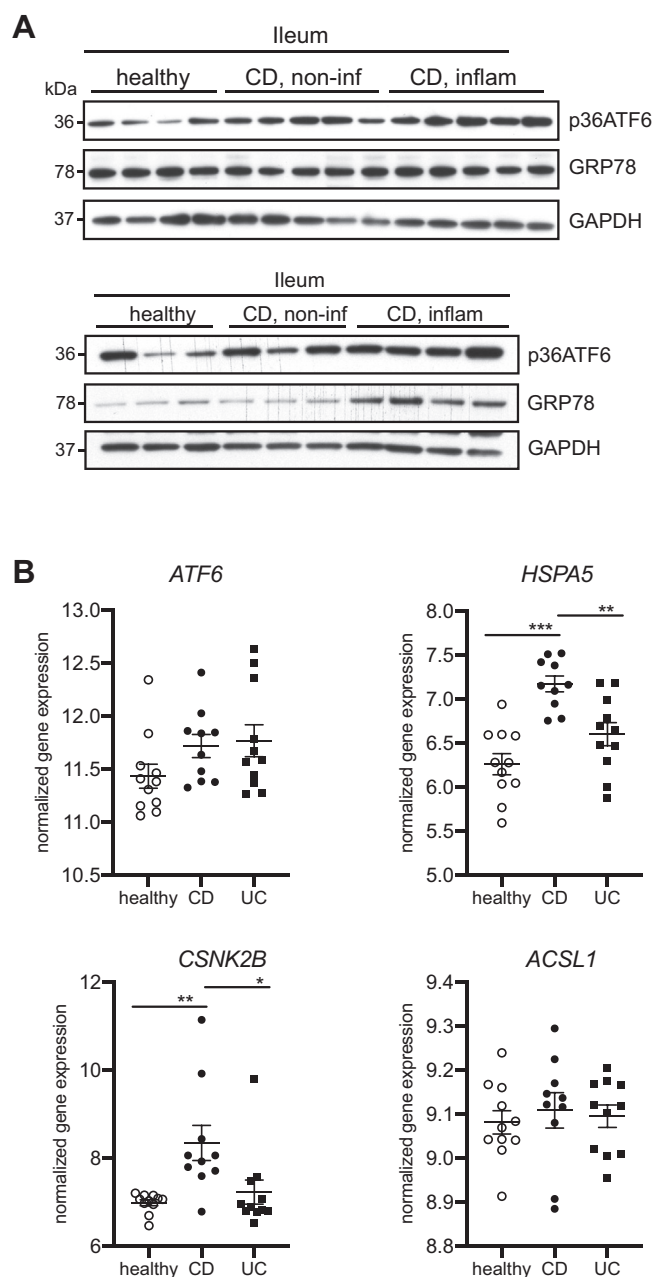 A
Ileum
healthy CD, non-inf CD, inflam
kDa
36 p36ATF6
78 GRP78
37 GAPDH
Ileum
healthy CD, non-inf CD, inflam
36 p36ATF6
78 GRP78
37 GAPDH
B
ATF6
normalized gene expression
13.0
12.5
12.0
11.5
11.0
10.5
healthy CD UC
HSPA5
*** **
normalized gene expression
8.0
7.5
7.0
6.5
6.0
5.5
5.0
healthy CD UC
CSNK2B
** *
normalized gene expression
12
10
8
6
healthy CD UC
ACSL1
normalized gene expression
9.4
9.3
9.2
9.1
9.0
8.9
8.8
healthy CD UC